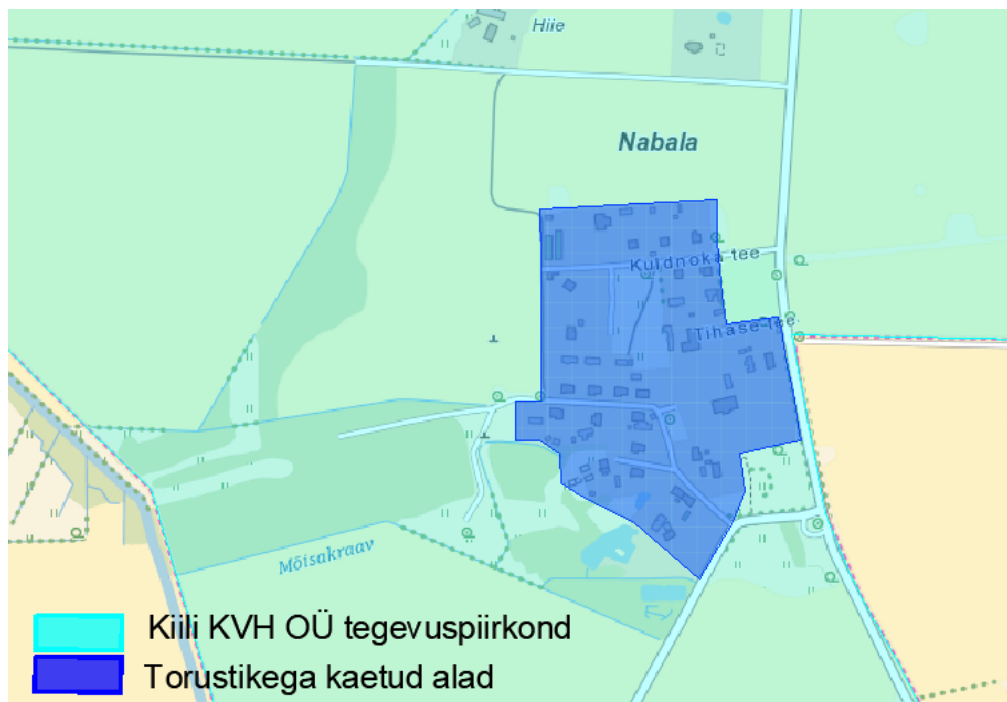 Hiie
Nabala
Kuldnoka tee
Tihase tee
Mõisakraav
Kiili KVH OÜ tegevuspiirkond
Torustikega kaetud alad